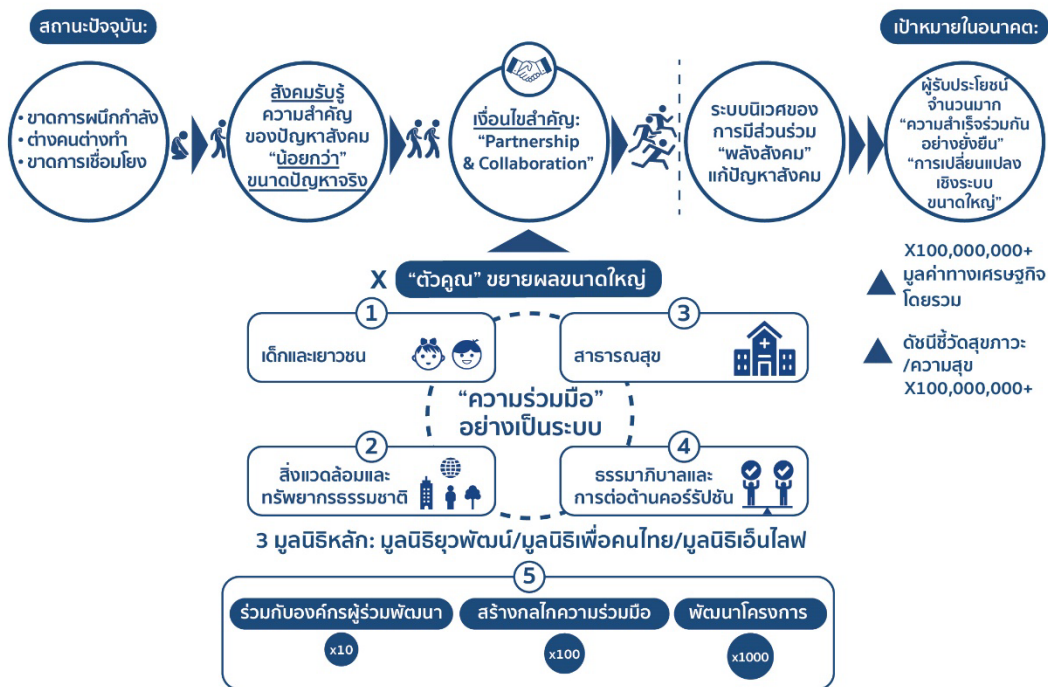 สถานะปัจจุบัน:
เป้าหมายในอนาคต:
• ขาดการผนึกกำลัง
• ต่างคนต่างทำ
• ขาดการเชื่อมโยง
สังคมรับรู้
ความสำคัญ
ของปัญหาสังคม
“น้อยกว่า”
ขนาดปัญหาจริง
เงื่อนไขสำคัญ:
“Partnership
& Collaboration”
ระบบนิเวศของ
การมีส่วนร่วม
“พลังสังคม”
แก้ปัญหาสังคม
ผู้รับประโยชน์
จำนวนมาก
“ความสำเร็จร่วมกัน
อย่างยั่งยืน”
“การเปลี่ยนแปลง
เชิงระบบ
ขนาดใหญ่”
X “ตัวคูณ” ขยายผลขนาดใหญ่
X100,000,000+
มูลค่าทางเศรษฐกิจ
โดยรวม
ดัชนีชี้วัดสุขภาวะ
/ความสุข
X100,000,000+
1
เด็กและเยาวชน
3
สาธารณสุข
“ความร่วมมือ”
อย่างเป็นระบบ
2
สิ่งแวดล้อมและ
ทรัพยากรธรรมชาติ
4
ธรรมาภิบาลและ
การต่อต้านคอร์รัปชัน
3 มูลนิธิหลัก: มูลนิธิยุวพัฒน์/มูลนิธิเพื่อคนไทย/มูลนิธิเอ็นไลฟ
5
ร่วมกับองค์กรผู้ร่วมพัฒนา
x10
สร้างกลไกความร่วมมือ
x100
พัฒนาโครงการ
x1000